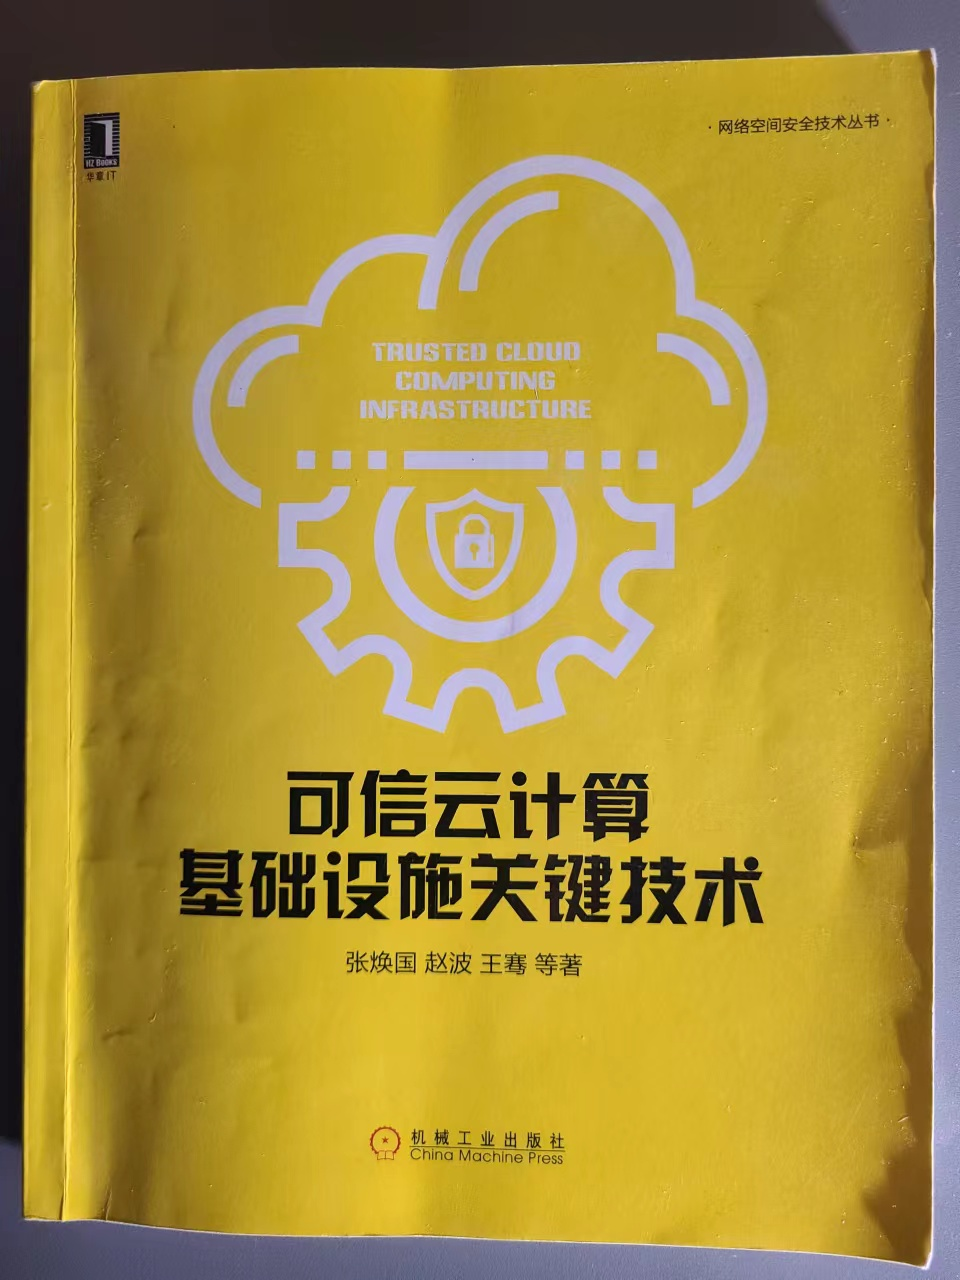 ·网络空间安全技术丛书·
HZ Books
华章IT
TRUSTED CLOUD
COMPUTING
INFRASTRUCTURE
可信云计算
基础设施关键技术
张焕国 赵波 王骞 等著
机械工业出版社
China Machine Press